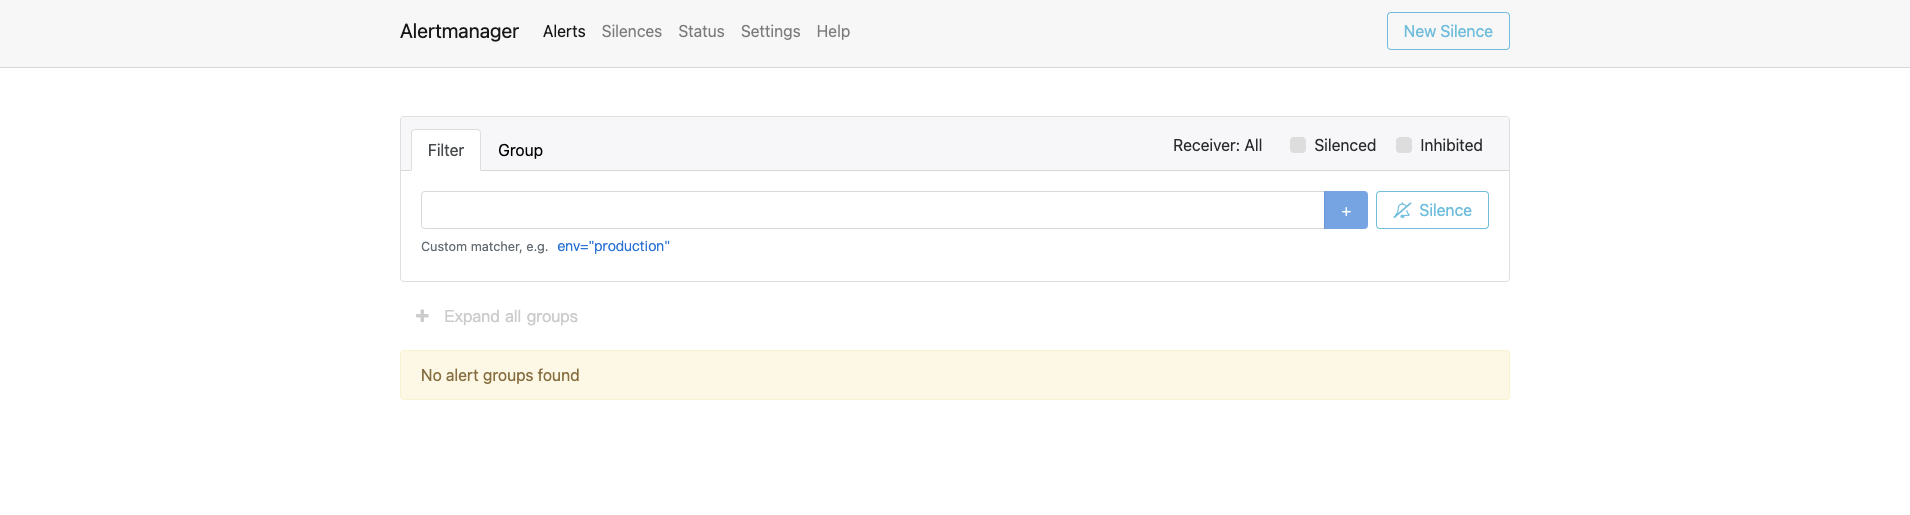 Alertmanager Alerts Silences Status Settings Help New Silence
Filter Group Receiver: All Silenced Inhibited
+ Silence
Custom matcher, e.g. env="production"
+ Expand all groups
No alert groups found